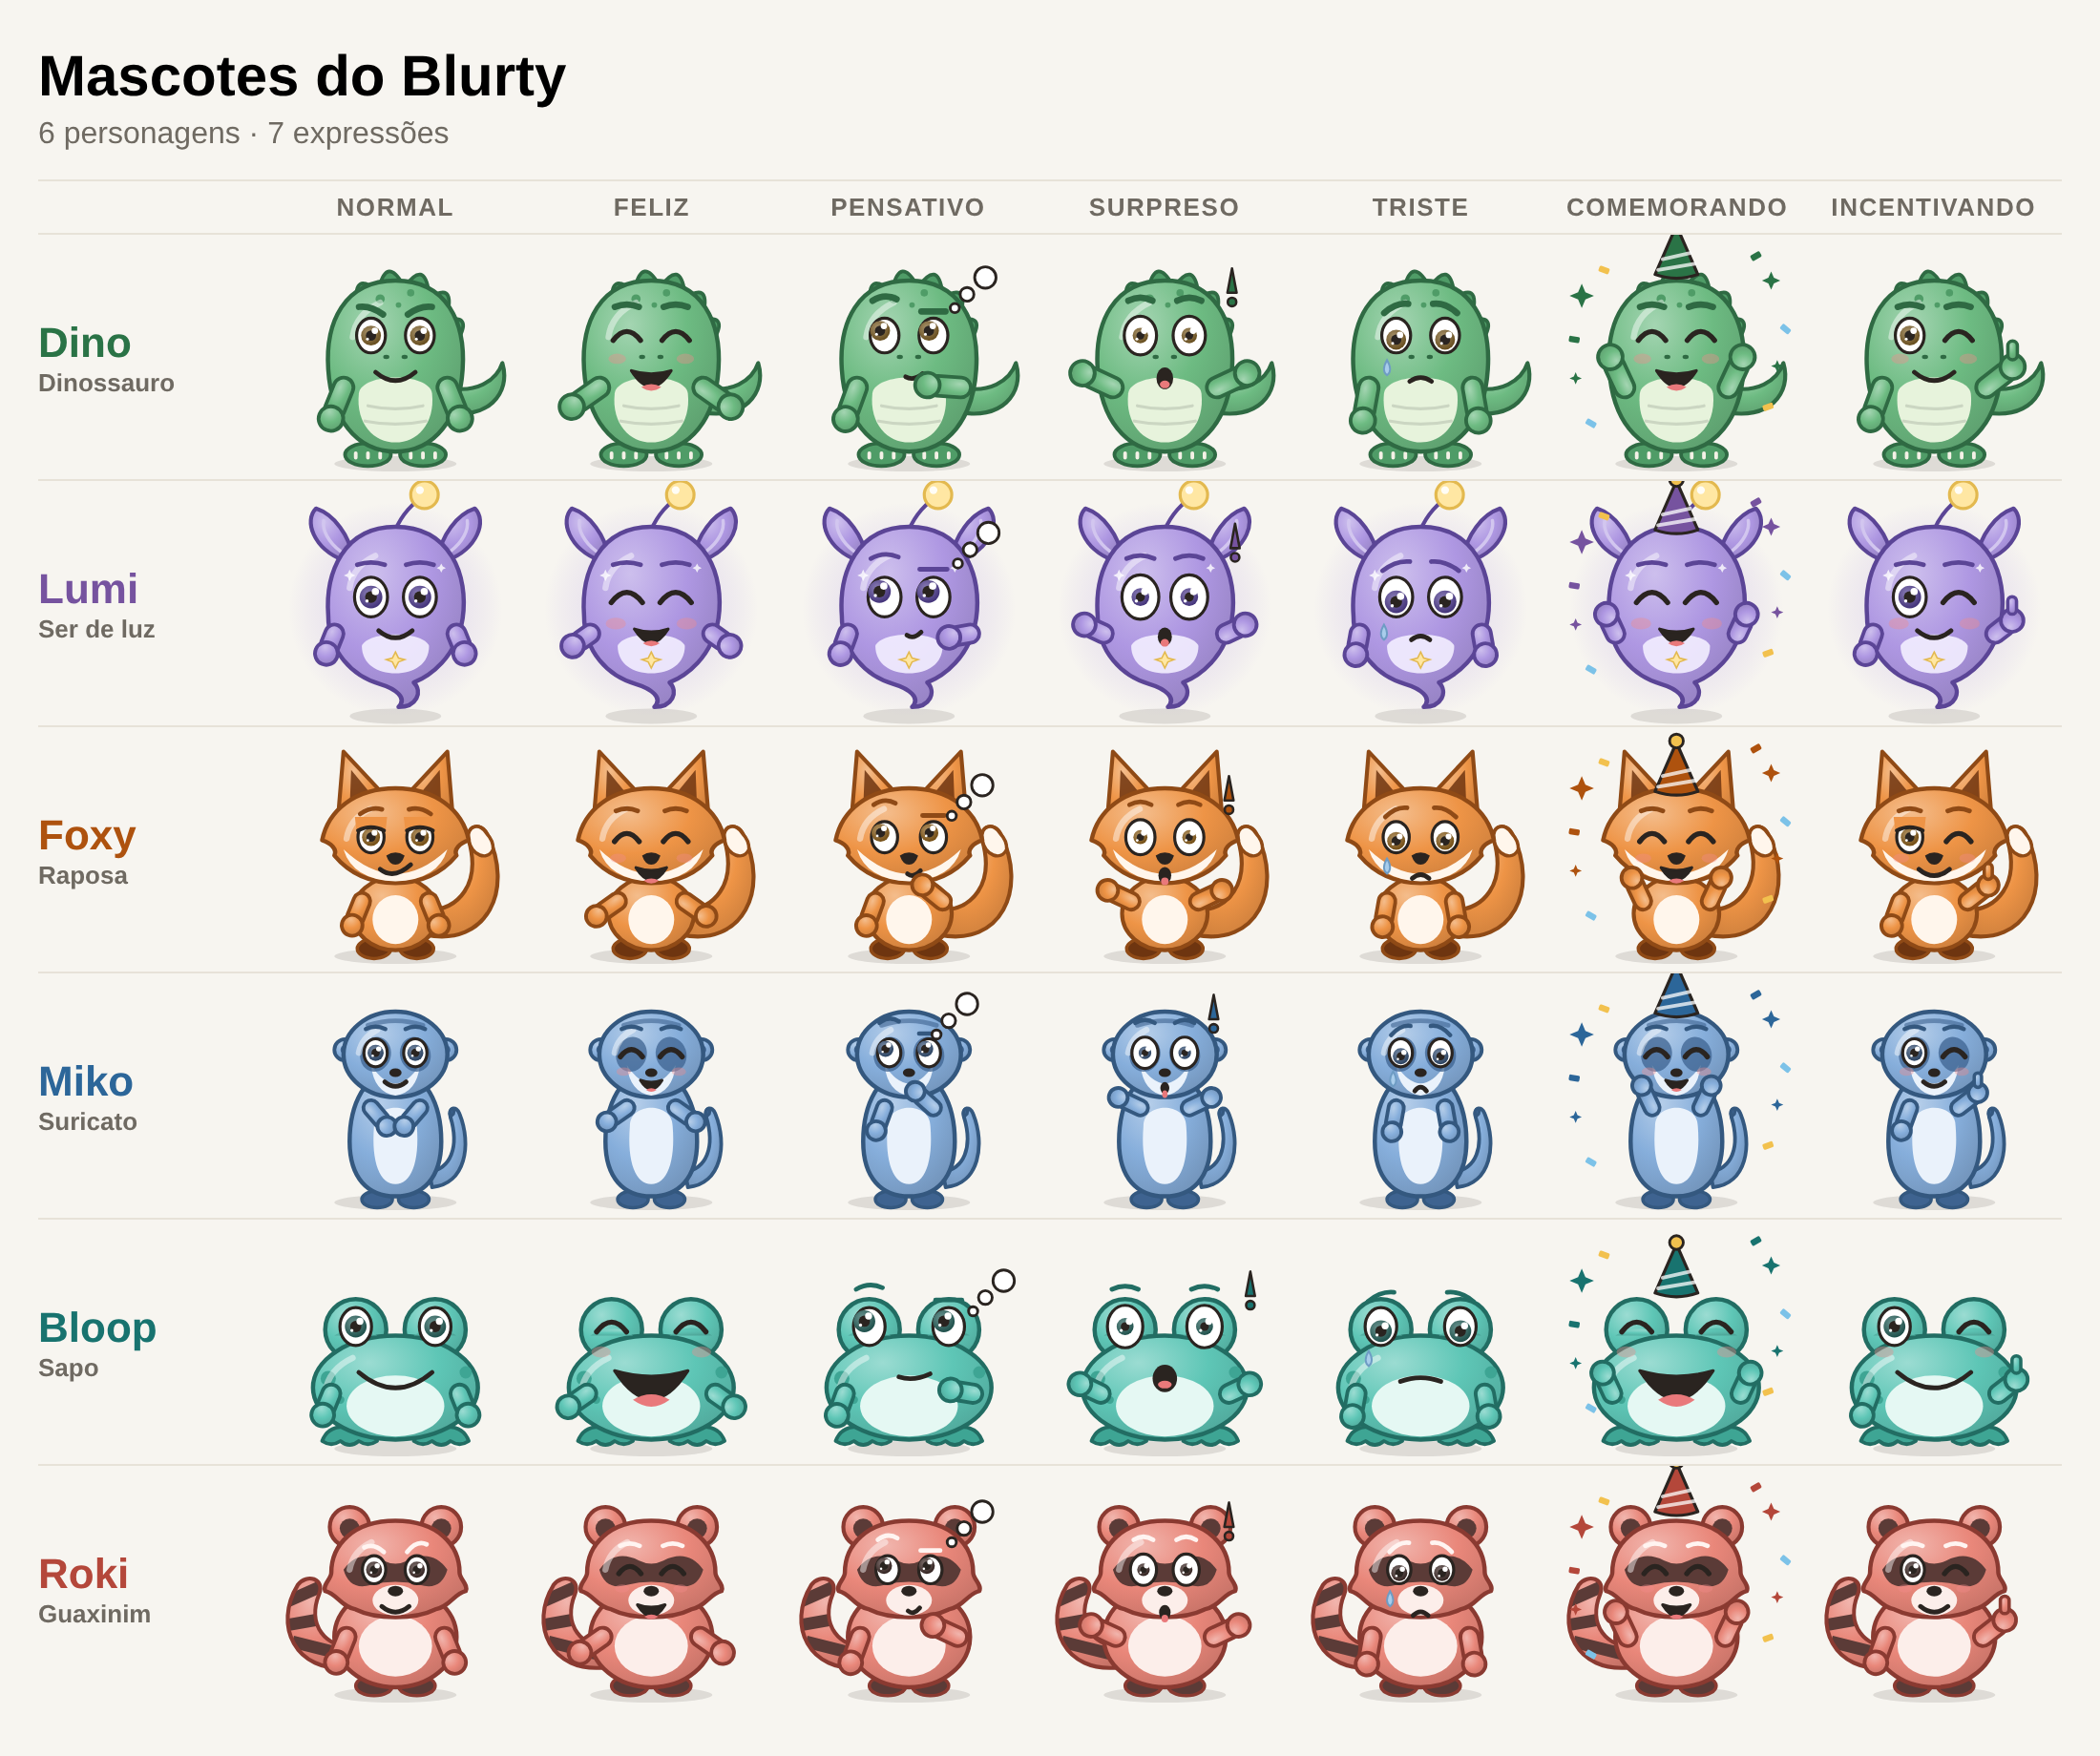 Mascotes do Blurty
6 personagens · 7 expressões
NORMAL FELIZ PENSATIVO SURPRESO TRISTE COMEMORANDO INCENTIVANDO
Dino
Dinossauro
Lumi
Ser de luz
Foxy
Raposa
Miko
Suricato
Bloop
Sapo
Roki
Guaxinim